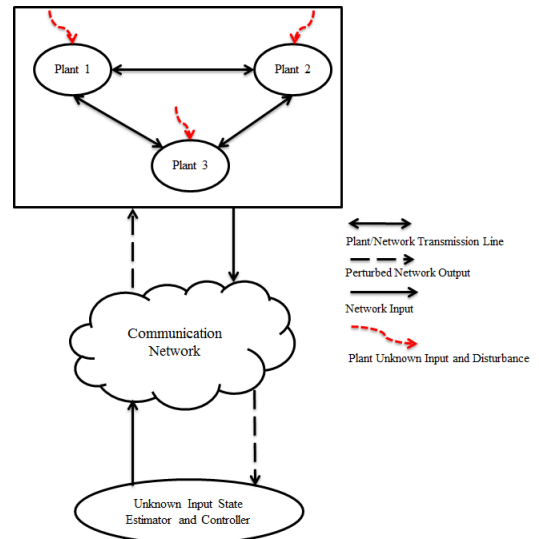 Plant 1
Plant 2
Plant 3
Plant/Network Transmission Line
Perturbed Network Output
Network Input
Plant Unknown Input and Disturbance
Communication
Network
Unknown Input State
Estimator and Controller